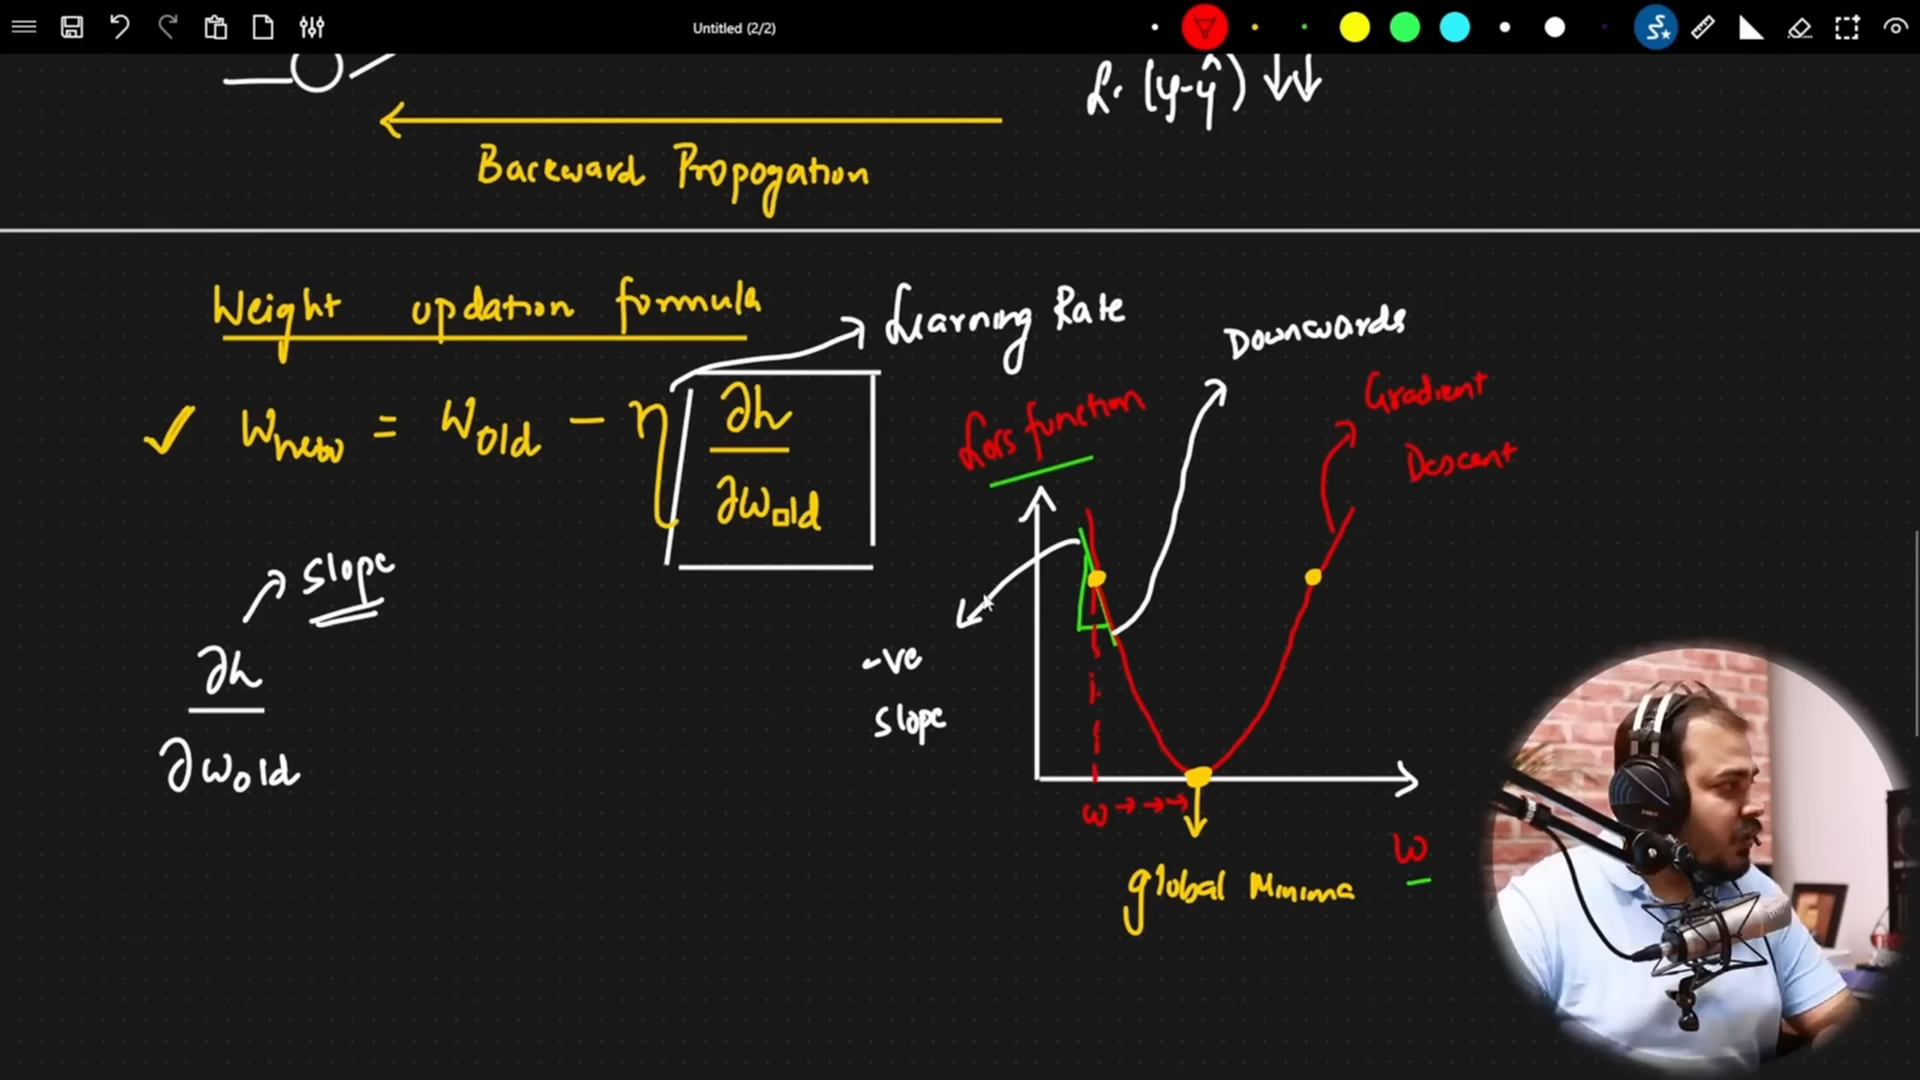 Untitled (2/2)
L. (y-ŷ) ↓↓
Backward Propogation
Weight updation formula
Learning Rate
Downwards
Gradient
Descent
Loss function
✓ Wnew = Wold - η ∂h
∂wold
slope
∂h
∂wold
-ve
slope
w → → →
global Minima
w